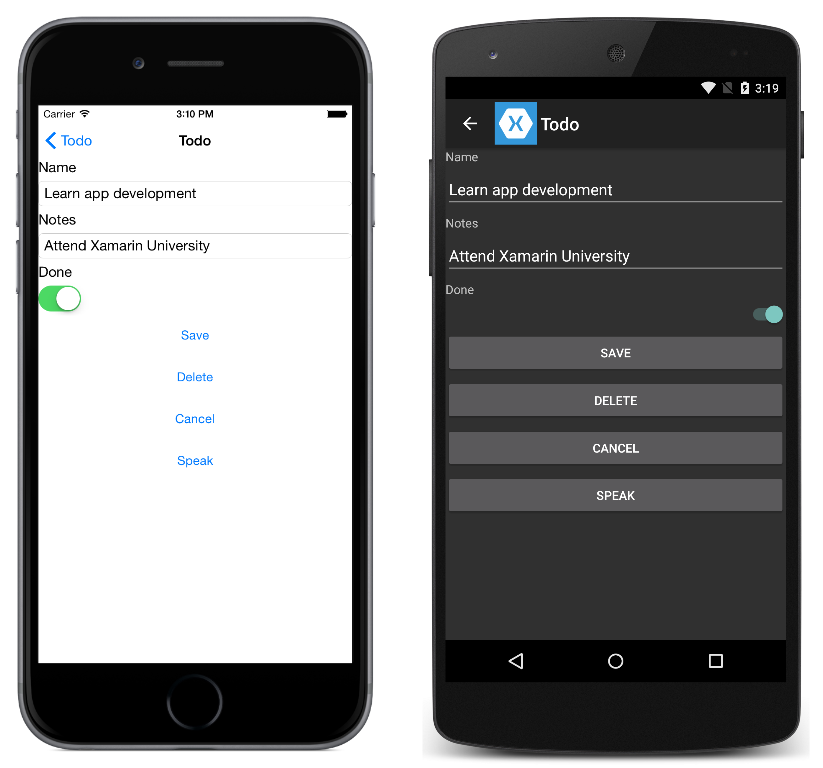 Carrier 3:10 PM
Todo Todo
Name
Learn app development
Notes
Attend Xamarin University
Done
Save
Delete
Cancel
Speak
3:19
X Todo
Name
Learn app development
Notes
Attend Xamarin University
Done
SAVE
DELETE
CANCEL
SPEAK